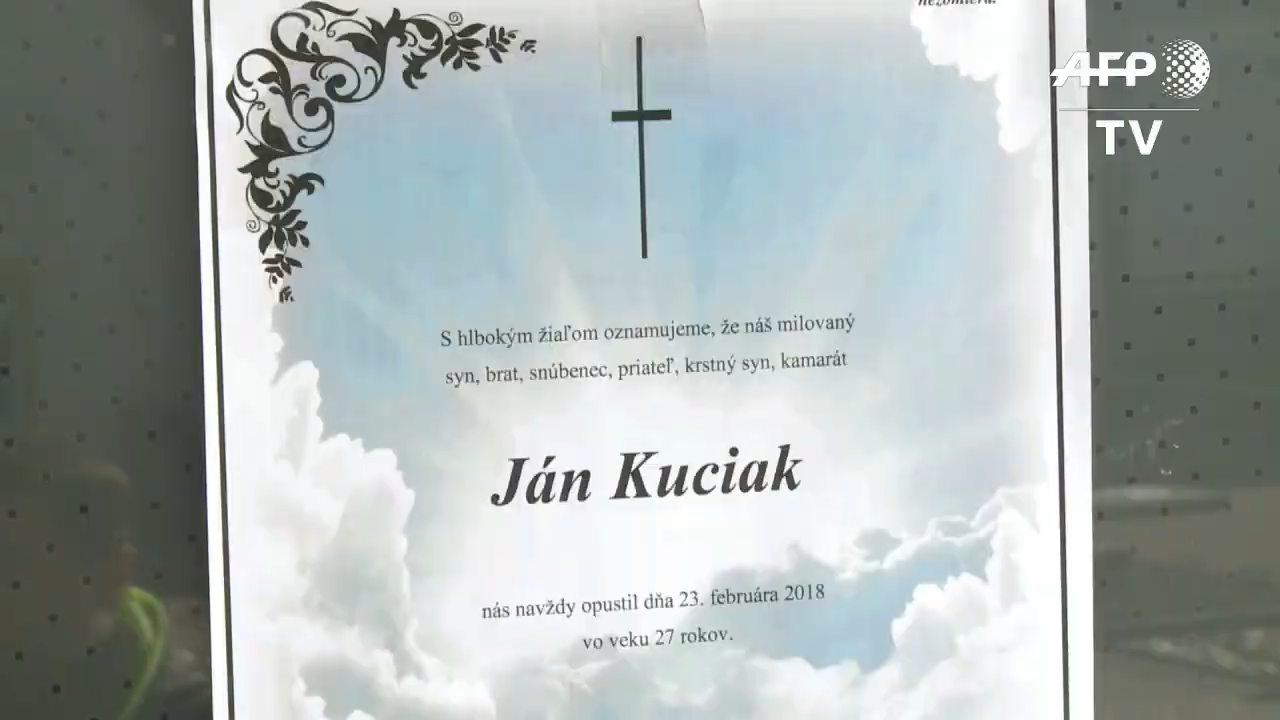 nezomiera.
AFP
TV
S hlbokým žiaľom oznamujeme, že náš milovaný
syn, brat, snúbenec, priateľ, krstný syn, kamarát
Ján Kuciak
nás navždy opustil dňa 23. februára 2018
vo veku 27 rokov.